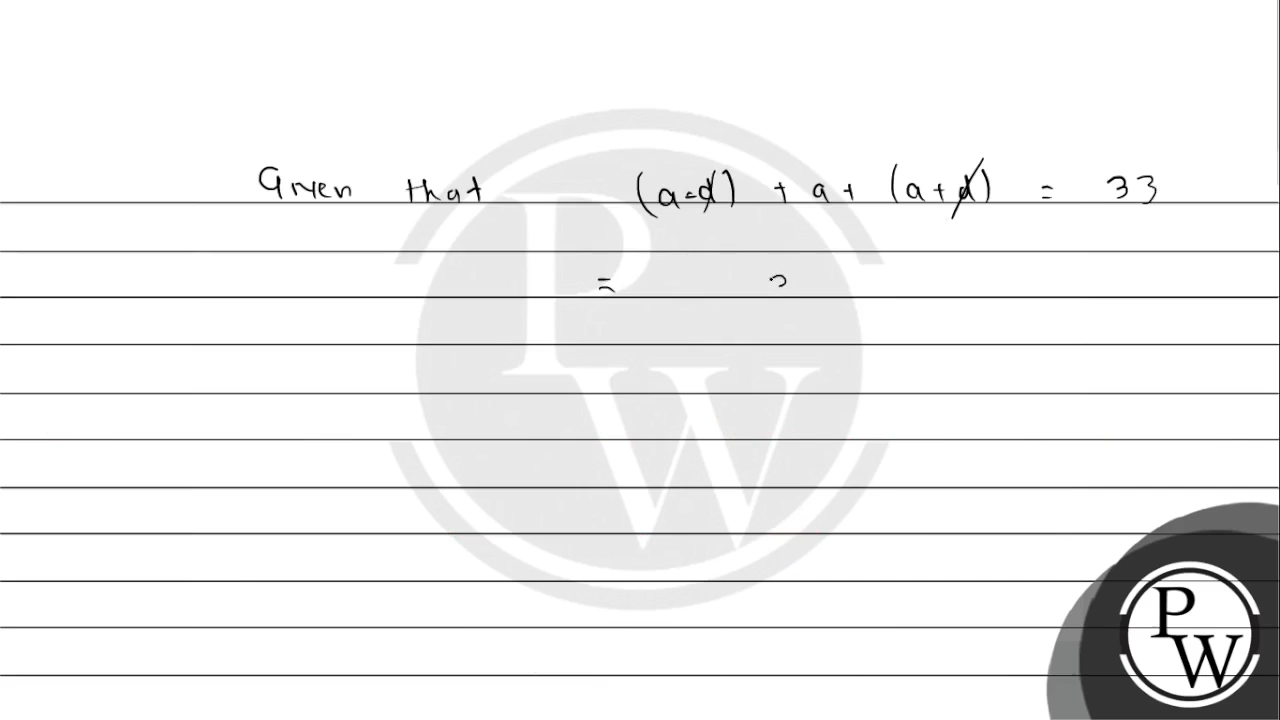 Given that (a-d) + a + (a+d) = 33
=
P
W
P
W